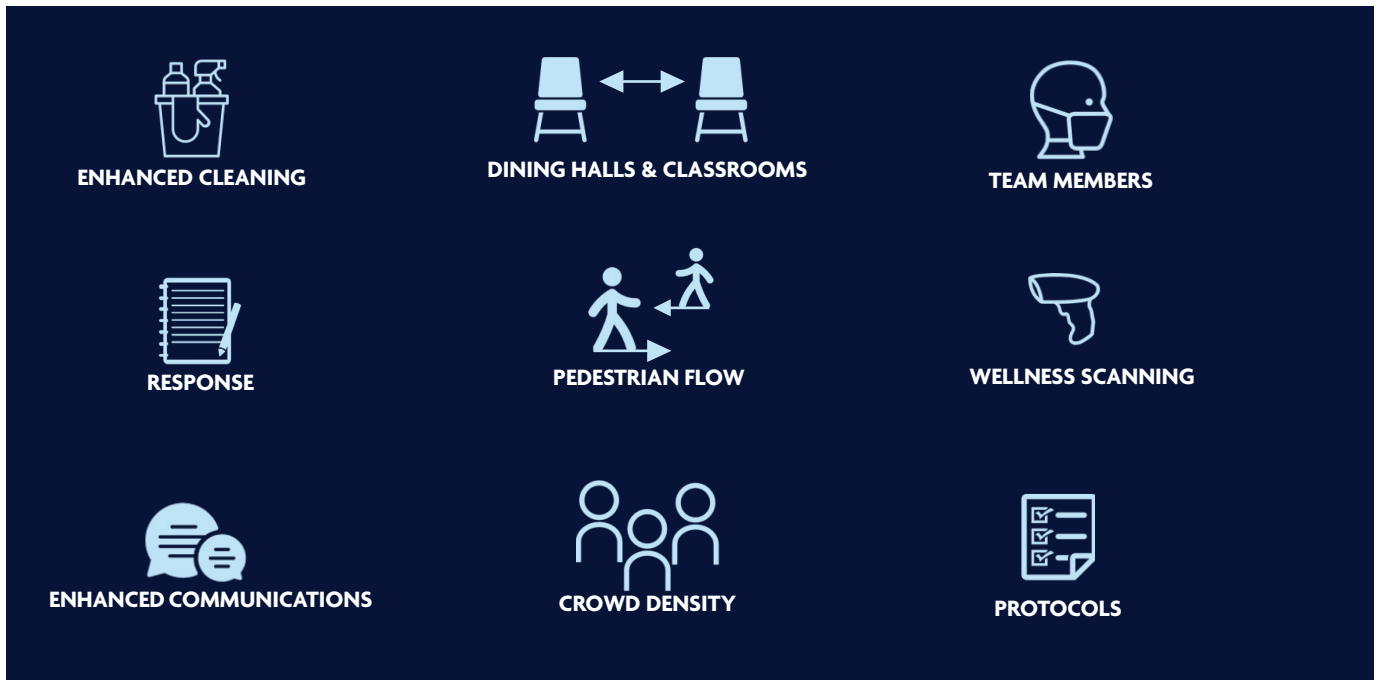 ENHANCED CLEANING
DINING HALLS & CLASSROOMS
TEAM MEMBERS
RESPONSE
PEDESTRIAN FLOW
WELLNESS SCANNING
ENHANCED COMMUNICATIONS
CROWD DENSITY
PROTOCOLS